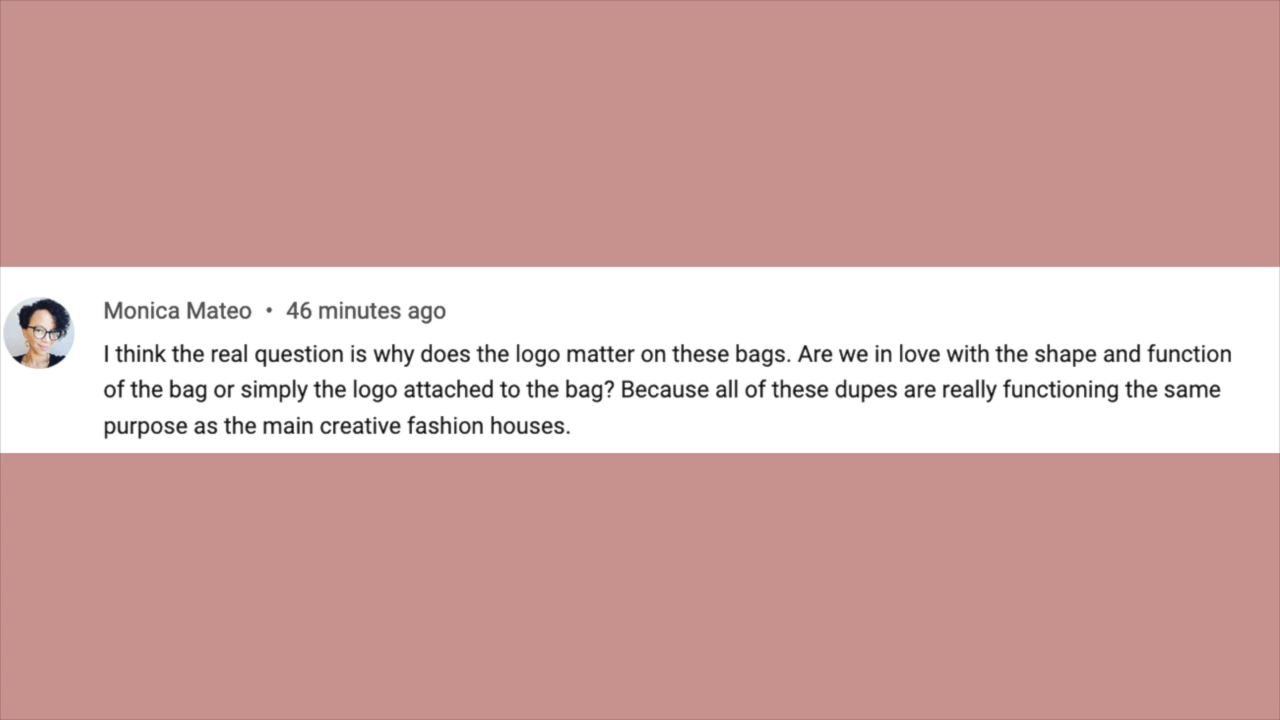 Monica Mateo • 46 minutes ago
I think the real question is why does the logo matter on these bags. Are we in love with the shape and function
of the bag or simply the logo attached to the bag? Because all of these dupes are really functioning the same
purpose as the main creative fashion houses.